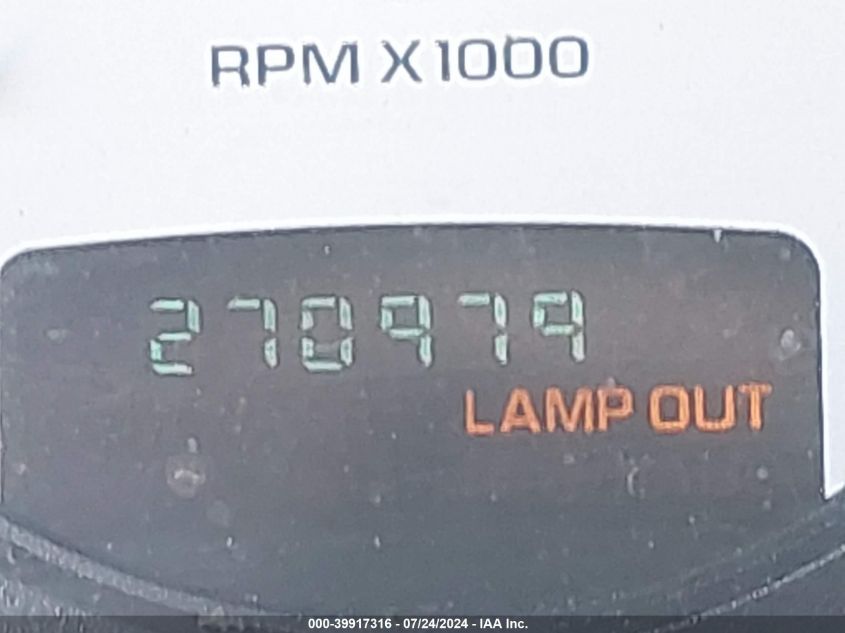 RPM X1000
270979
LAMP OUT
000-39917316 - 07/24/2024 - IAA Inc.